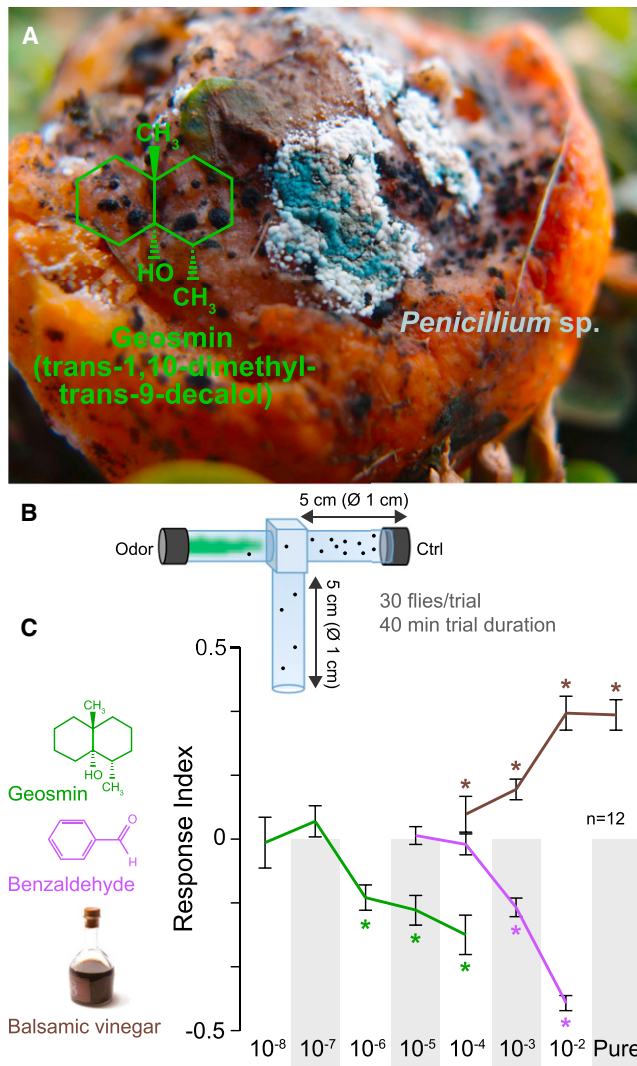 A
CH₃
HO
CH₃
Geosmin
(trans-1,10-dimethyl-
trans-9-decalol)
Penicillium sp.
B
5 cm (Ø 1 cm)
Odor
Ctrl
5 cm (Ø 1 cm)
30 flies/trial
40 min trial duration
C
0.5
0
-0.5
Response Index
CH₃
HO
CH₃
Geosmin
O
H
Benzaldehyde
Balsamic vinegar
* *
*
*
n=12
* * *
*
*
10⁻⁸ 10⁻⁷ 10⁻⁶ 10⁻⁵ 10⁻⁴ 10⁻³ 10⁻² Pure